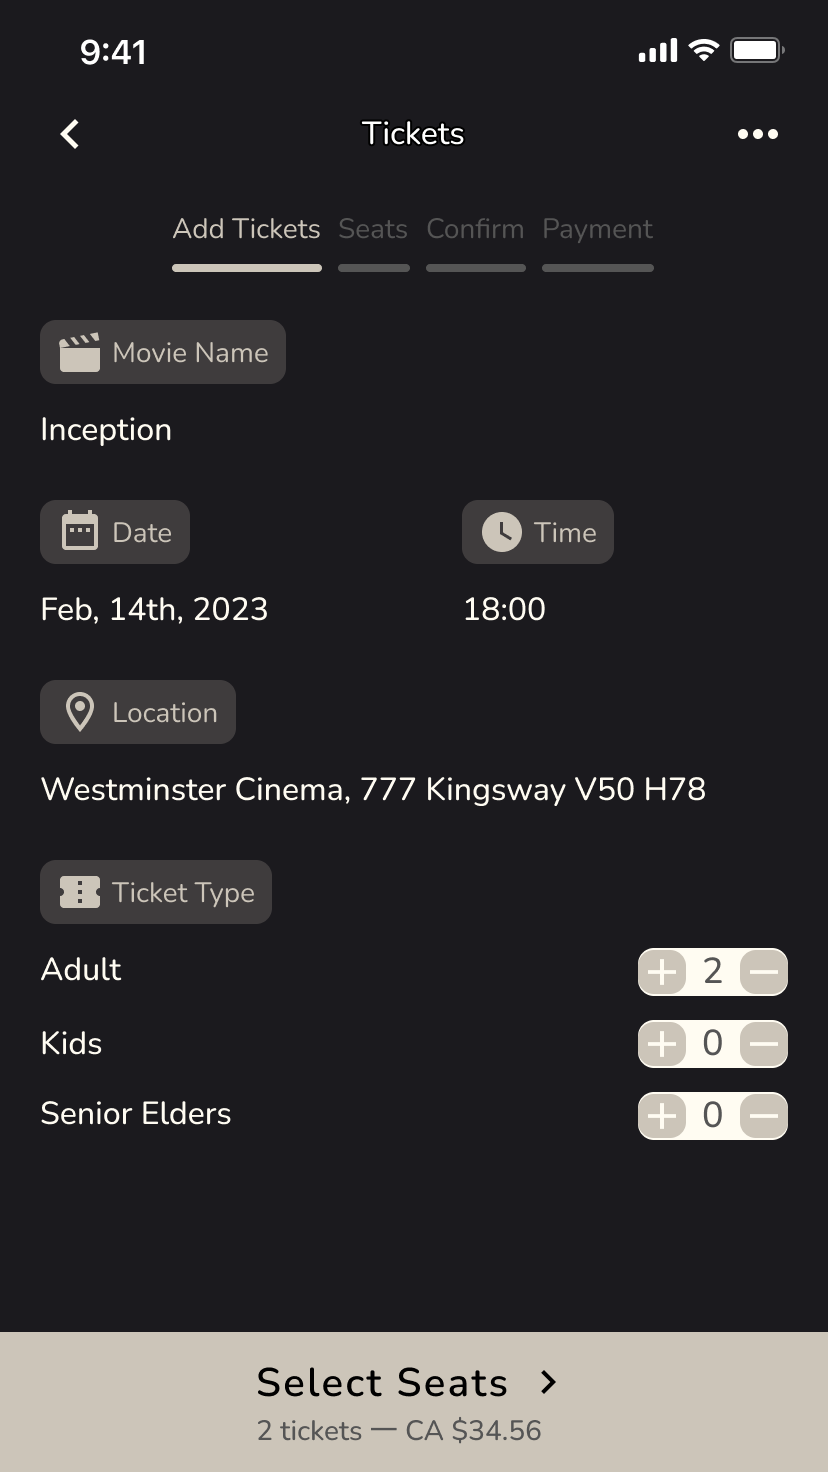 9:41
Tickets
Add Tickets Seats Confirm Payment
Movie Name
Inception
Date
Time
Feb, 14th, 2023
18:00
Location
Westminster Cinema, 777 Kingsway V50 H78
Ticket Type
Adult
2
Kids
0
Senior Elders
0
Select Seats
2 tickets — CA $34.56